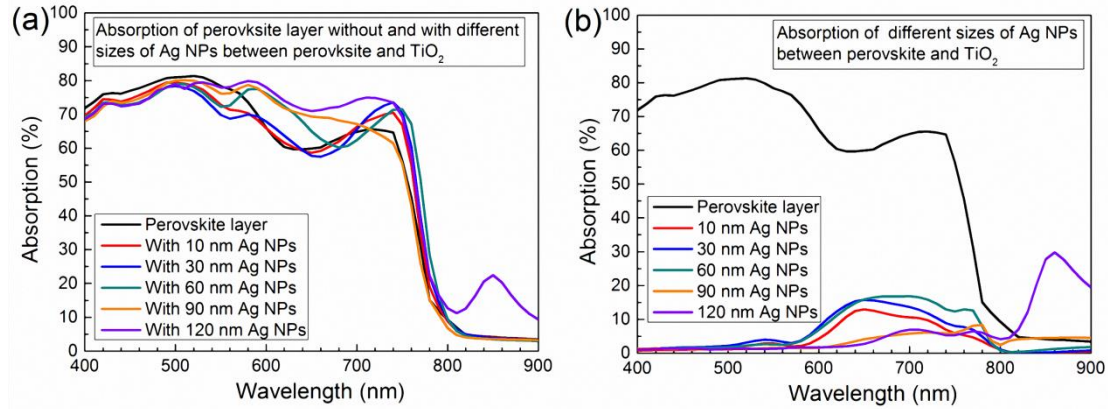 (a)
Absorption of perovksite layer without and with different
sizes of Ag NPs between perovksite and TiO2
100
90
80
70
60
50
40
30
20
10
0
Absorption (%)
Perovskite layer
With 10 nm Ag NPs
With 30 nm Ag NPs
With 60 nm Ag NPs
With 90 nm Ag NPs
With 120 nm Ag NPs
400 500 600 700 800 900
Wavelength (nm)
(b)
Absorption of different sizes of Ag NPs
between perovskite and TiO2
100
90
80
70
60
50
40
30
20
10
0
Absorption (%)
Perovskite layer
10 nm Ag NPs
30 nm Ag NPs
60 nm Ag NPs
90 nm Ag NPs
120 nm Ag NPs
400 500 600 700 800 900
Wavelength (nm)